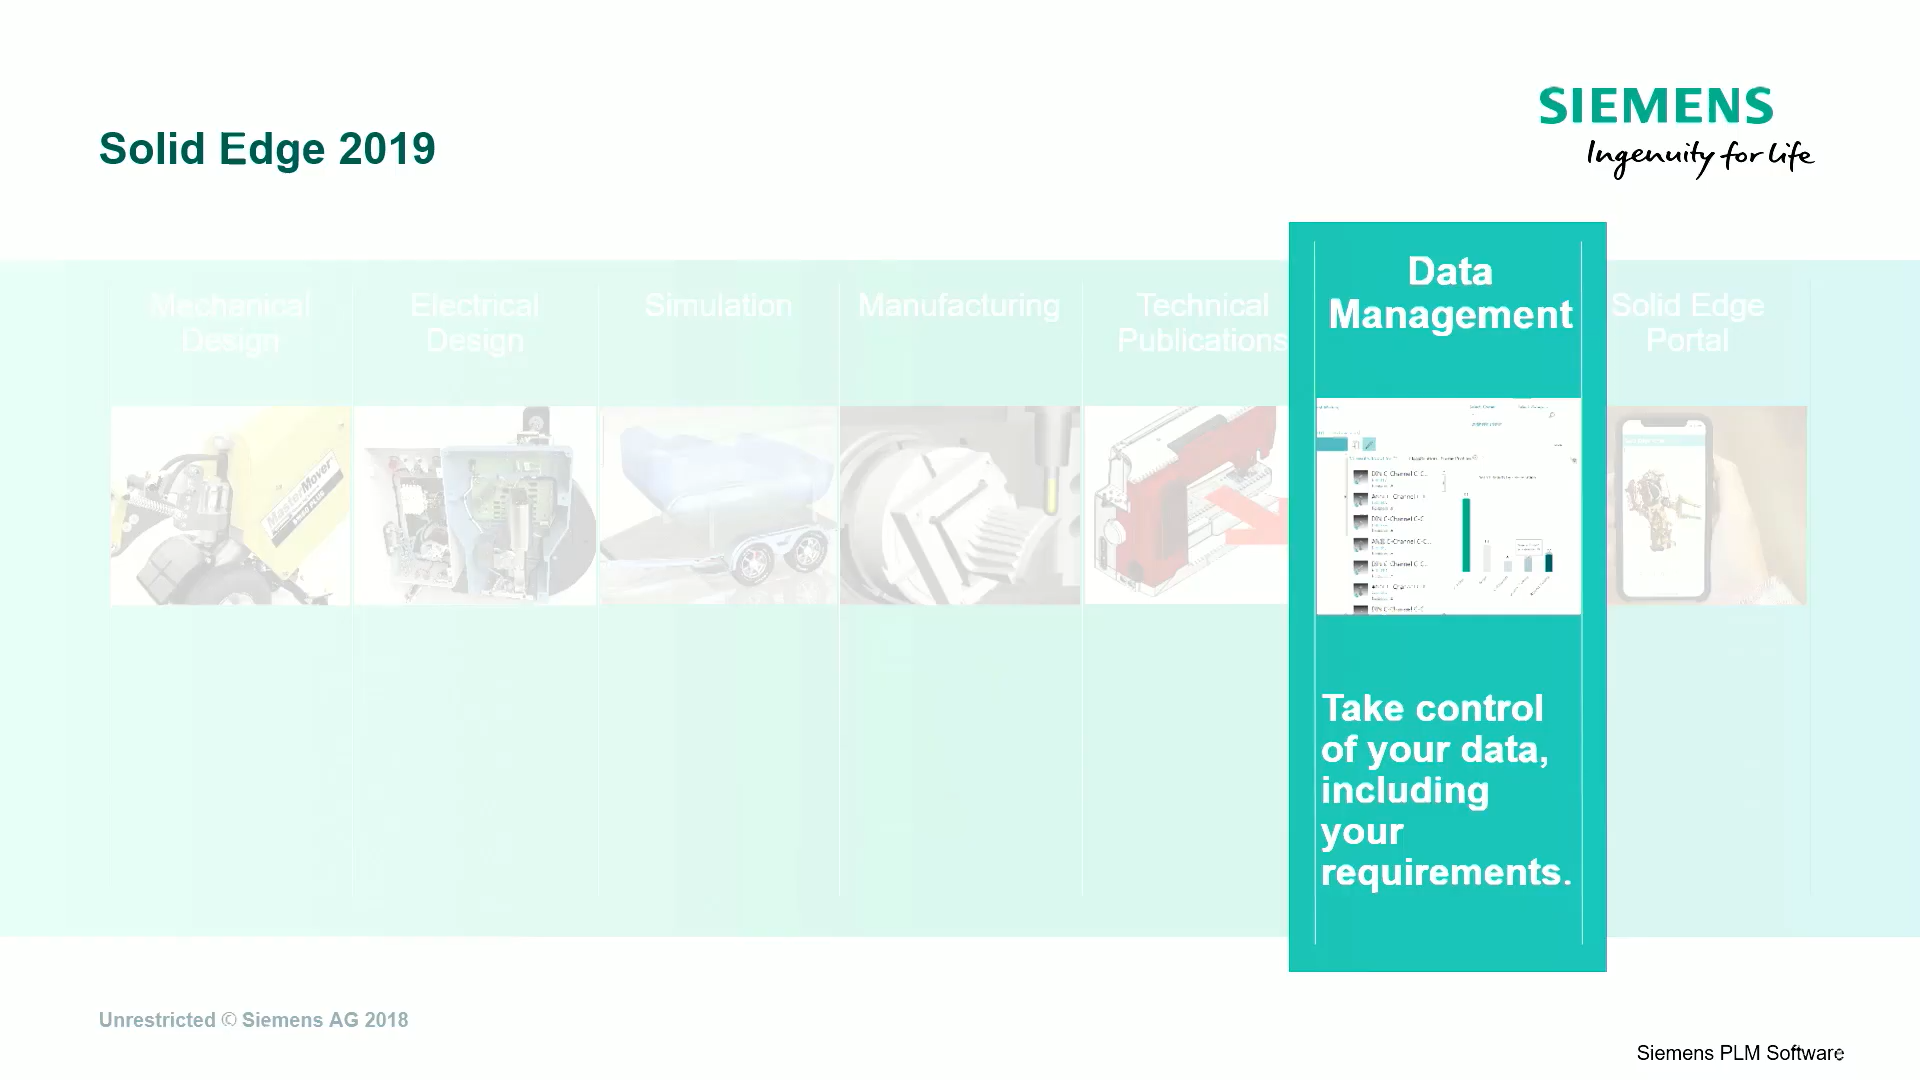 SIEMENS
Ingenuity for life
Solid Edge 2019
Mechanical
Design
Electrical
Design
Simulation
Manufacturing
Technical
Publications
Data
Management
Solid Edge
Portal
MasterMover
Take control
of your data,
including
your
requirements.
Unrestricted © Siemens AG 2018
Siemens PLM Software